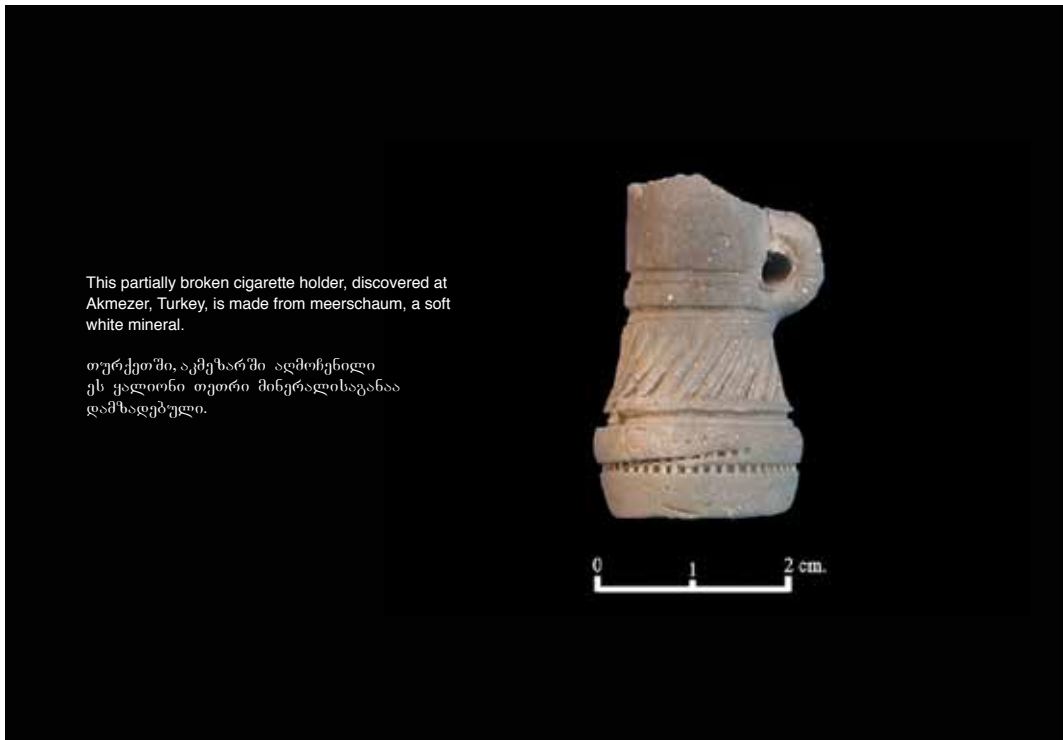 This partially broken cigarette holder, discovered at
Akmezer, Turkey, is made from meerschaum, a soft
white mineral.
თურქეთში, აკმეზარში აღმოჩენილი
ეს ყალიონი თეთრი მინერალისაგანაა
დამზადებული.
0 1 2 cm.